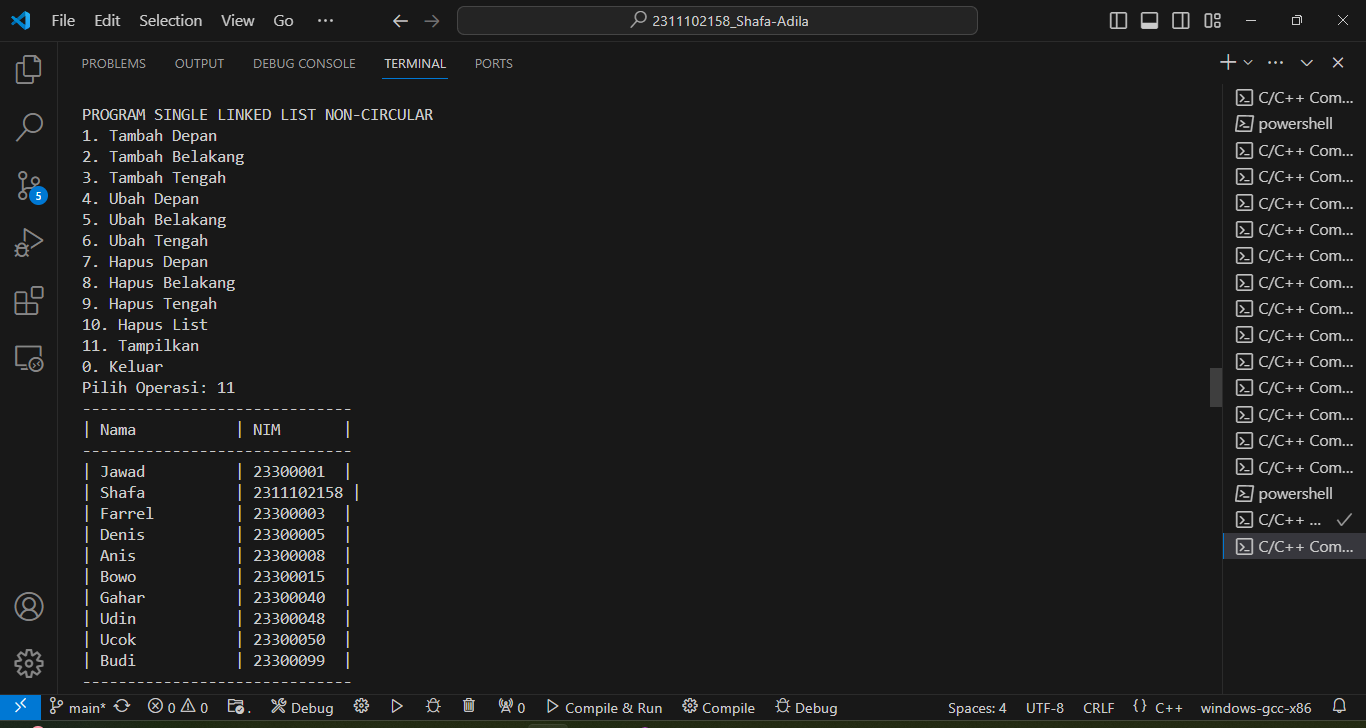 File Edit Selection View Go ··· 2311102158_Shafa-Adila
PROBLEMS OUTPUT DEBUG CONSOLE TERMINAL PORTS
PROGRAM SINGLE LINKED LIST NON-CIRCULAR
1. Tambah Depan
2. Tambah Belakang
3. Tambah Tengah
4. Ubah Depan
5. Ubah Belakang
6. Ubah Tengah
7. Hapus Depan
8. Hapus Belakang
9. Hapus Tengah
10. Hapus List
11. Tampilkan
0. Keluar
Pilih Operasi: 11
------------------------------
| Nama | NIM |
------------------------------
| Jawad | 23300001 |
| Shafa | 2311102158 |
| Farrel | 23300003 |
| Denis | 23300005 |
| Anis | 23300008 |
| Bowo | 23300015 |
| Gahar | 23300040 |
| Udin | 23300048 |
| Ucok | 23300050 |
| Budi | 23300099 |
------------------------------
C/C++ Com...
powershell
C/C++ Com...
C/C++ Com...
C/C++ Com...
C/C++ Com...
C/C++ Com...
C/C++ Com...
C/C++ Com...
C/C++ Com...
C/C++ Com...
C/C++ Com...
C/C++ Com...
C/C++ Com...
C/C++ Com...
powershell
C/C++ ...
C/C++ Com...
5
main* 0 0 . Debug 0 Compile & Run Compile Debug Spaces: 4 UTF-8 CRLF {} C++ windows-gcc-x86